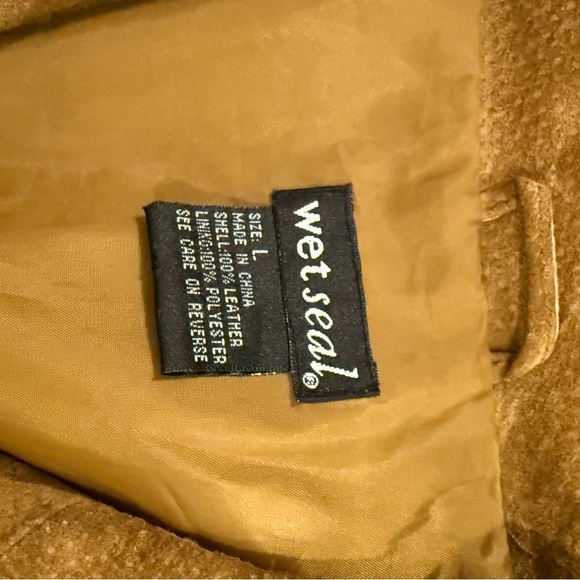 wet seal®
SIZE: L
MADE IN CHINA
SHELL:100% LEATHER
LINING:100% POLYESTER
SEE CARE ON REVERSE